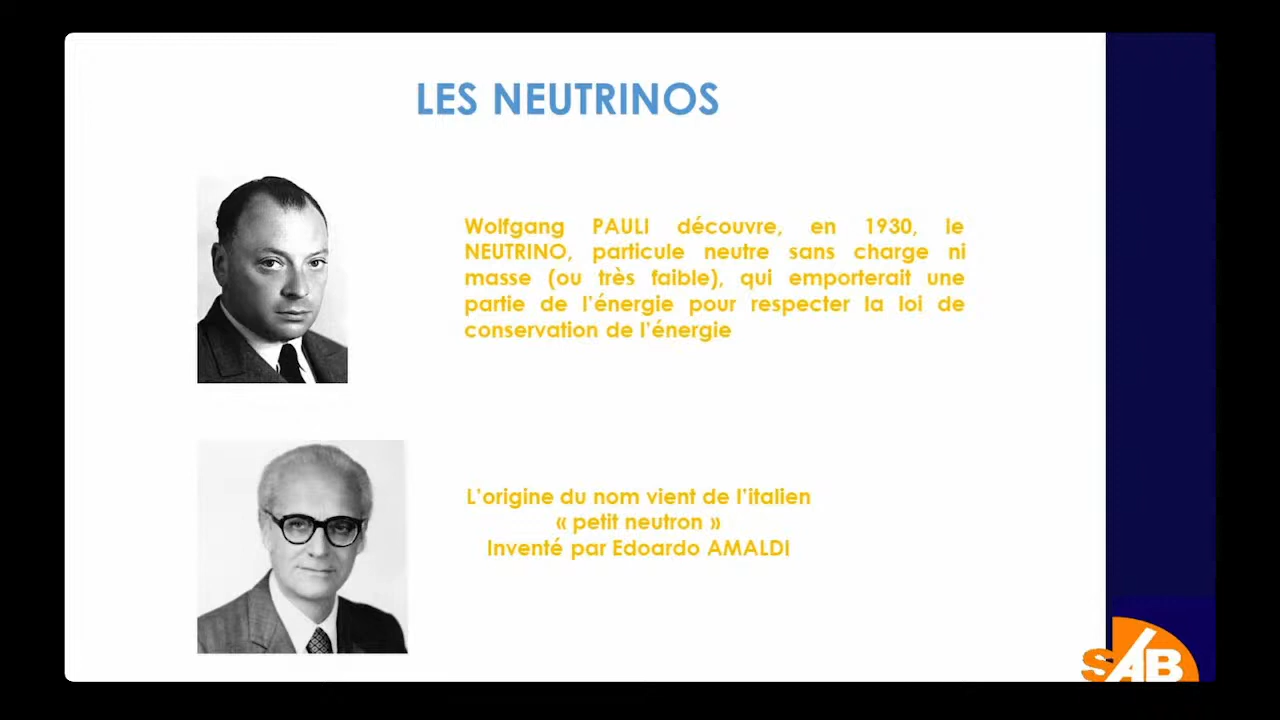 LES NEUTRINOS
Wolfgang PAULI découvre, en 1930, le
NEUTRINO, particule neutre sans charge ni
masse (ou très faible), qui emporterait une
partie de l'énergie pour respecter la loi de
conservation de l'énergie
L'origine du nom vient de l'italien
« petit neutron »
Inventé par Edoardo AMALDI
SAB